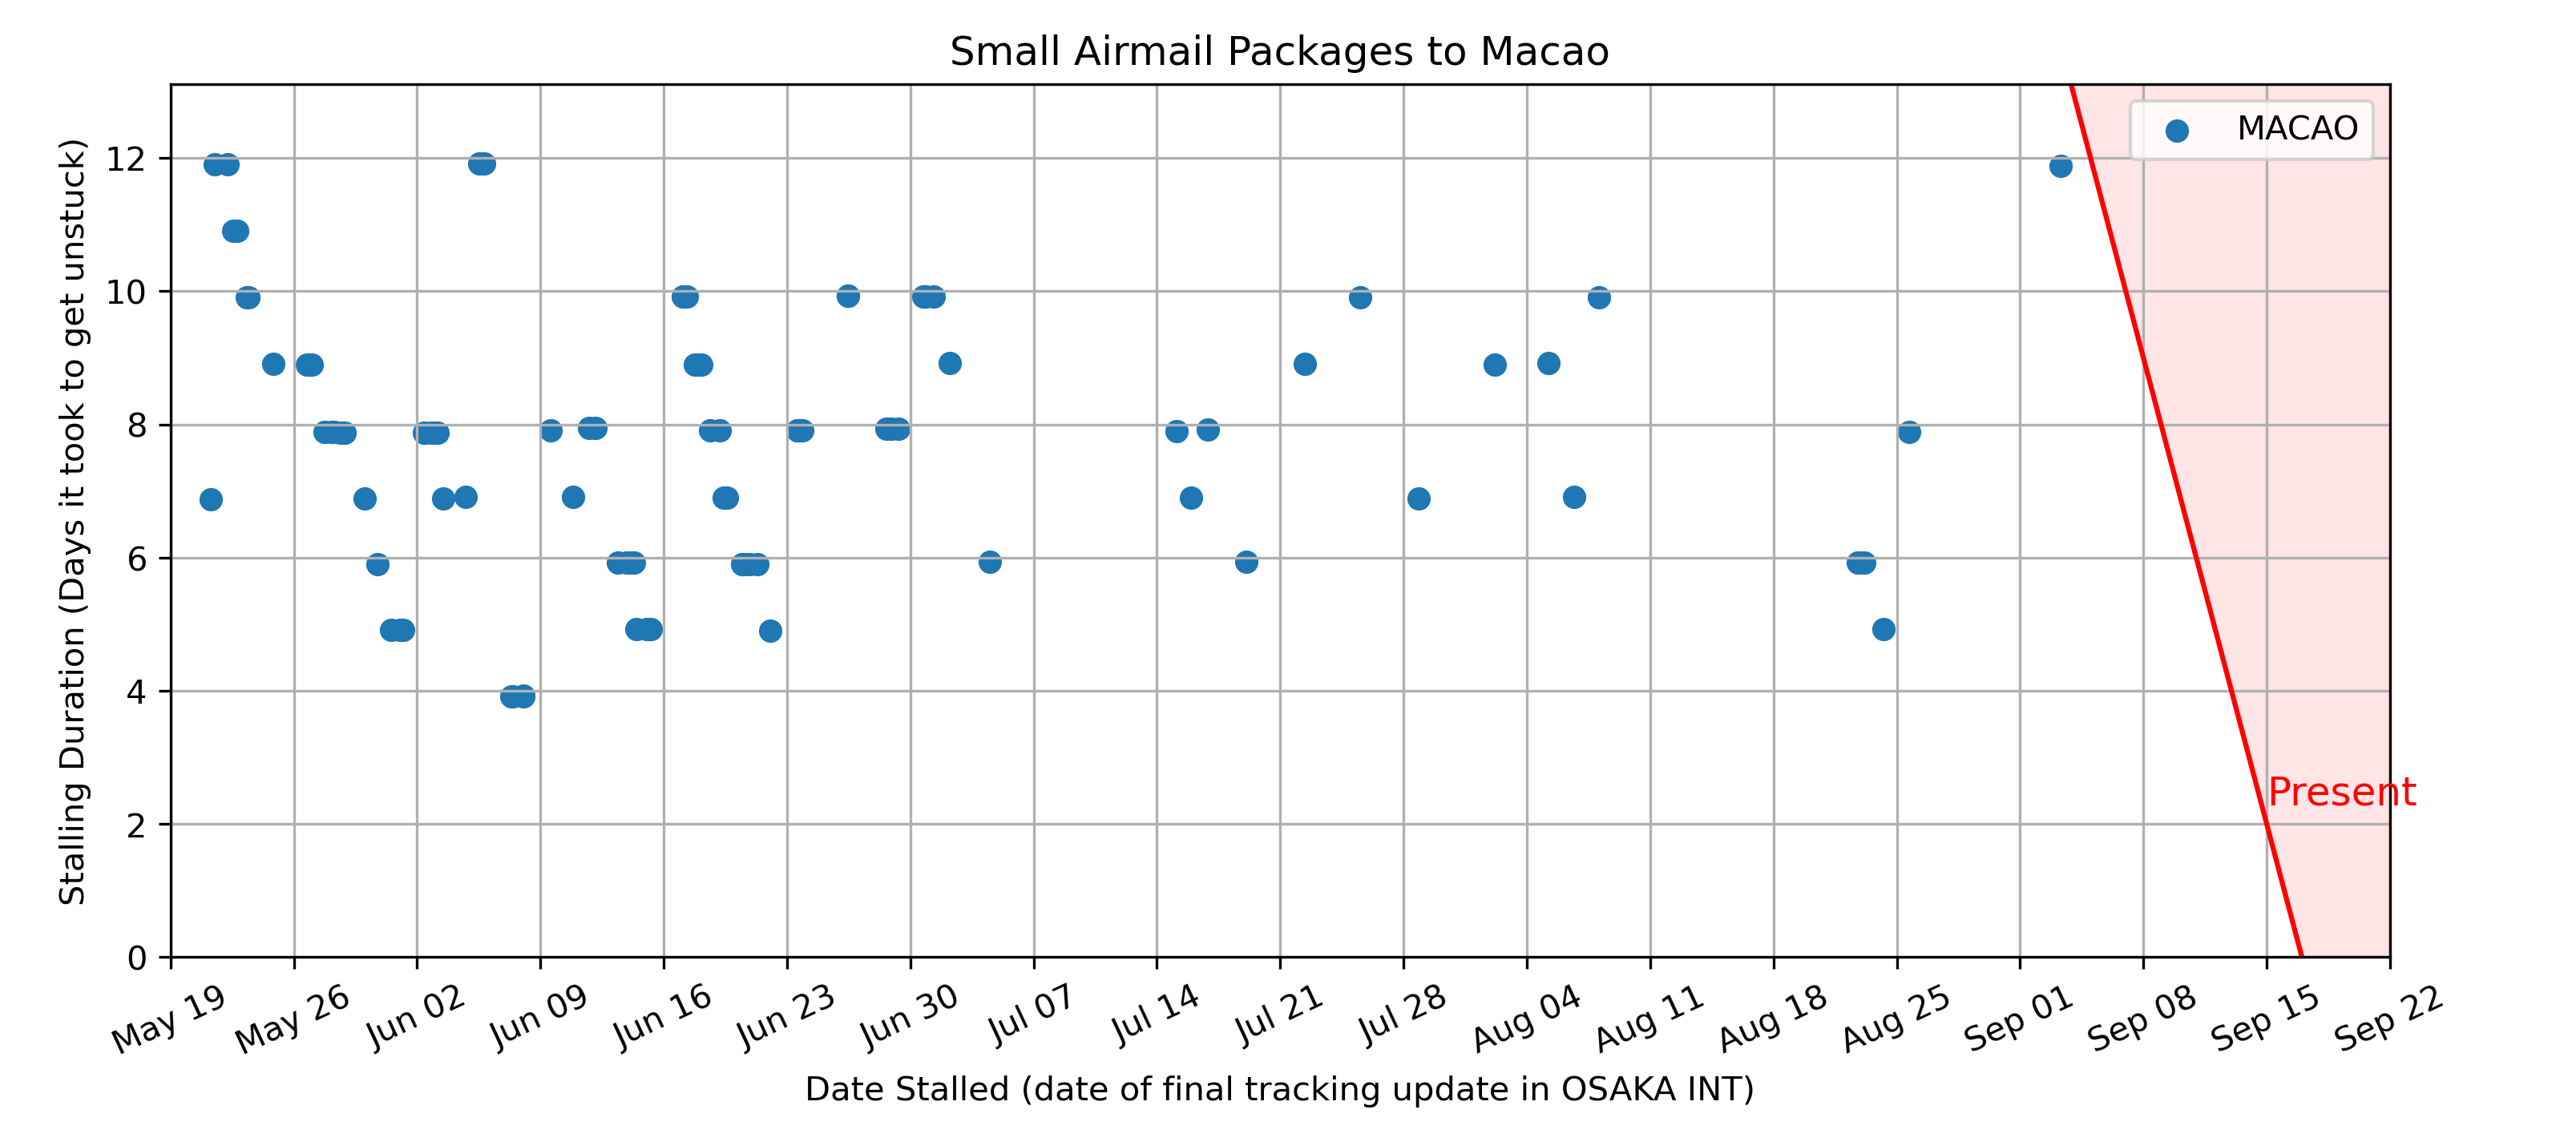 Small Airmail Packages to Macao
MACAO
Stalling Duration (Days it took to get unstuck)
12
10
8
6
4
2
0
Present
May 19
May 26
Jun 02
Jun 09
Jun 16
Jun 23
Jun 30
Jul 07
Jul 14
Jul 21
Jul 28
Aug 04
Aug 11
Aug 18
Aug 25
Sep 01
Sep 08
Sep 15
Sep 22
Date Stalled (date of final tracking update in OSAKA INT)